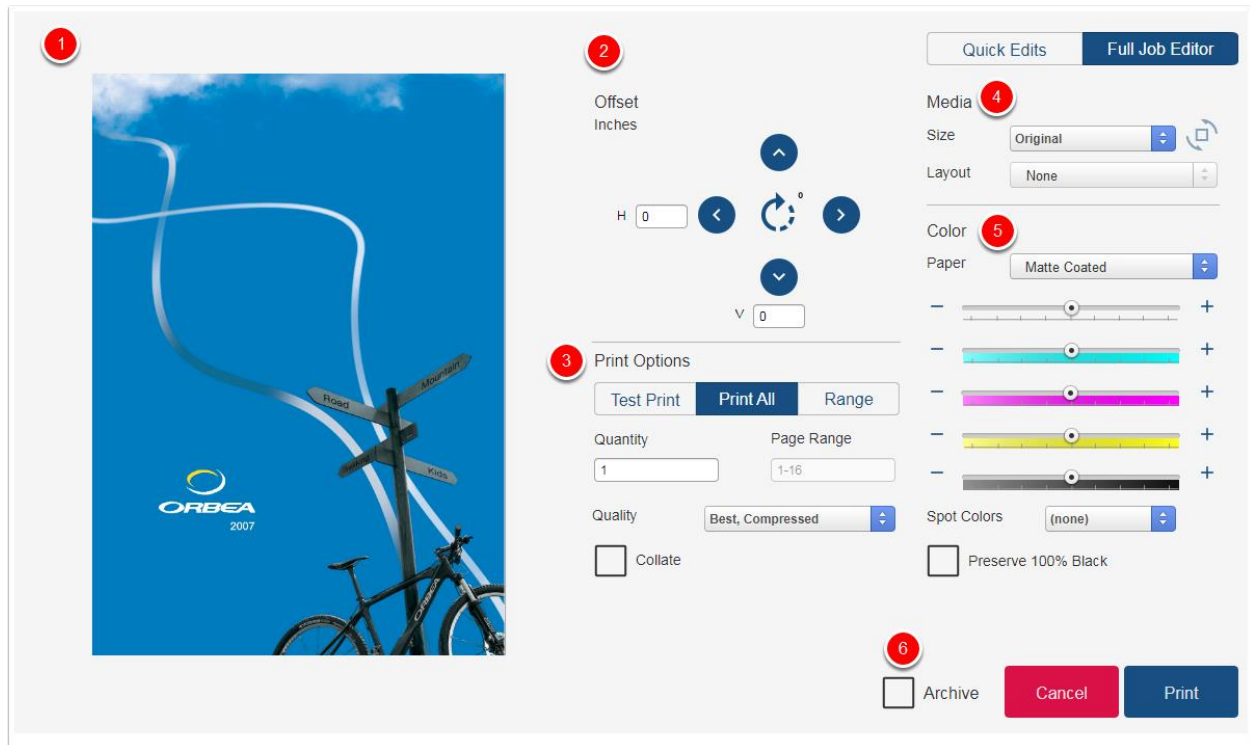 1
Road
Mountain
Kids
ORBEA
2007
ORBEA
2
Offset
Inches
H 0
0
V 0
3
Print Options
Test Print Print All Range
Quantity Page Range
1 1-16
Quality Best, Compressed
Collate
Quick Edits Full Job Editor
Media 4
Size Original
Layout None
Color 5
Paper Matte Coated
- +
- +
- +
- +
- +
Spot Colors (none)
Preserve 100% Black
6
Archive Cancel Print